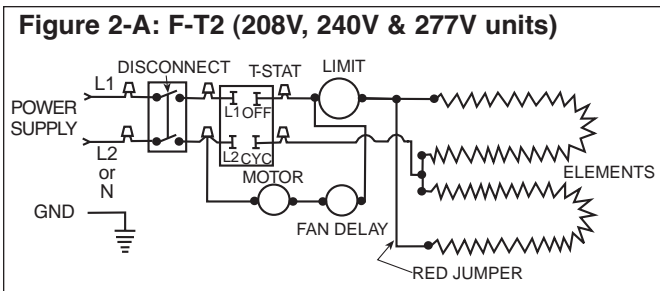 Figure 2-A: F-T2 (208V, 240V & 277V units)
DISCONNECT
T-STAT
LIMIT
L1
POWER
SUPPLY
L1 OFF
L2
or
N
L2 CYC
MOTOR
ELEMENTS
GND
FAN DELAY
RED JUMPER